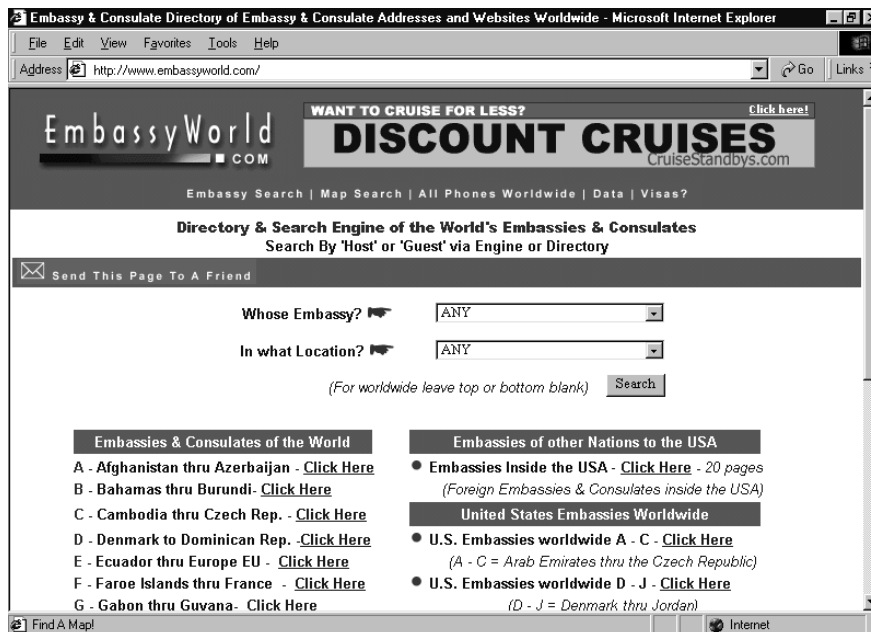 Embassy & Consulate Directory of Embassy & Consulate Addresses and Websites Worldwide - Microsoft Internet Explorer
File Edit View Favorites Tools Help
Address http://www.embassyworld.com/ Go Links
EmbassyWorld
.COM
WANT TO CRUISE FOR LESS? Click here!
DISCOUNT CRUISES
CruiseStandbys.com
Embassy Search | Map Search | All Phones Worldwide | Data | Visas?
Directory & Search Engine of the World's Embassies & Consulates
Search By 'Host' or 'Guest' via Engine or Directory
Send This Page To A Friend
Whose Embassy? ANY
In what Location? ANY
(For worldwide leave top or bottom blank) Search
Embassies & Consulates of the World
A - Afghanistan thru Azerbaijan - Click Here
B - Bahamas thru Burundi- Click Here
C - Cambodia thru Czech Rep. - Click Here
D - Denmark to Dominican Rep. -Click Here
E - Ecuador thru Europe EU - Click Here
F - Faroe Islands thru France - Click Here
G - Gabon thru Guyana- Click Here
Embassies of other Nations to the USA
Embassies Inside the USA - Click Here - 20 pages
(Foreign Embassies & Consulates inside the USA)
United States Embassies Worldwide
U.S. Embassies worldwide A - C - Click Here
(A - C = Arab Emirates thru the Czech Republic)
U.S. Embassies worldwide D - J - Click Here
(D - J = Denmark thru Jordan)
Find A Map! Internet